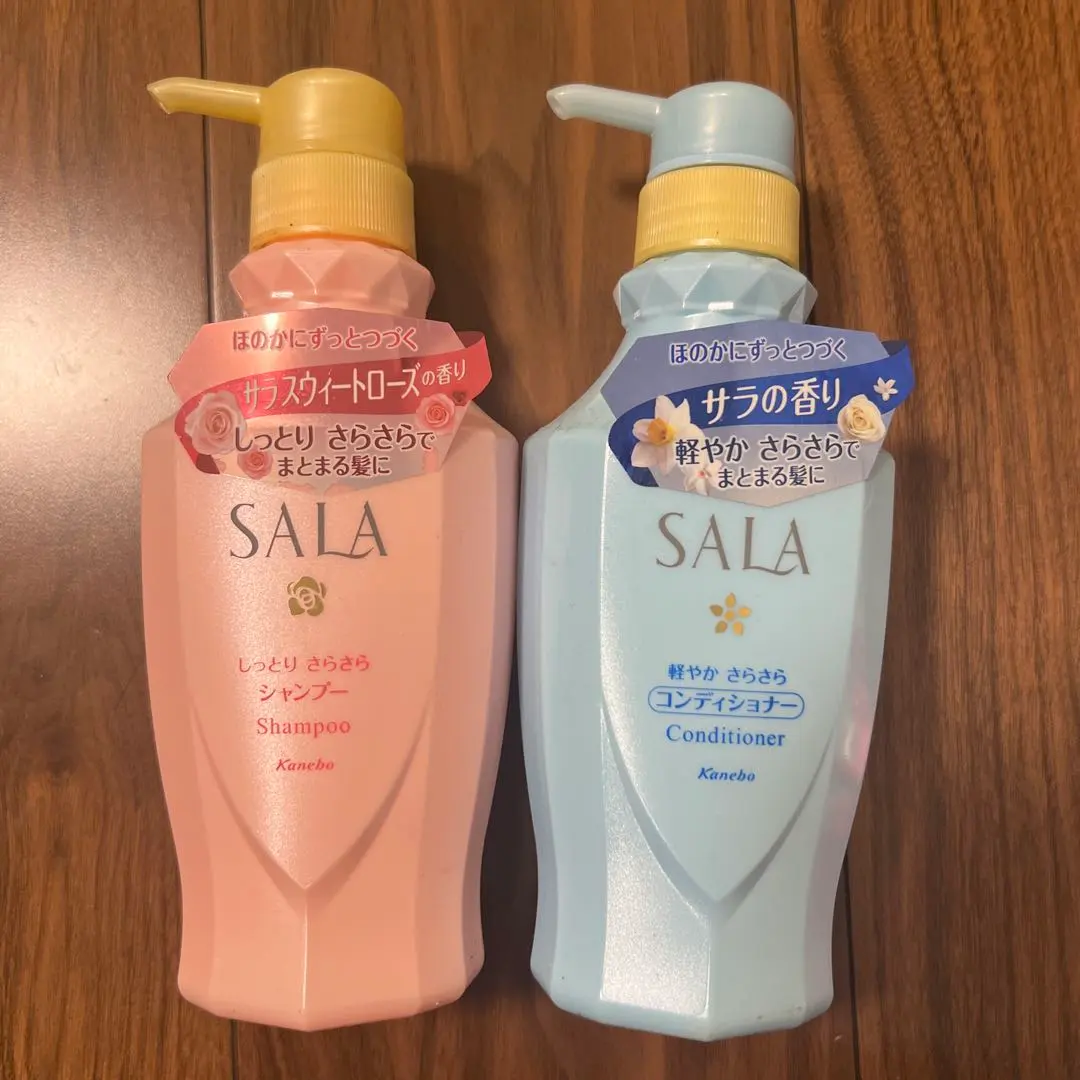 ほのかにずっとつづく
サラスウィートローズの香り
しっとり さらさらで
まとまる髪に
SALA
しっとり さらさら
シャンプー
Shampoo
Kanebo
ほのかにずっとつづく
サラの香り
軽やか さらさらで
まとまる髪に
SALA
軽やか さらさら
コンディショナー
Conditioner
Kanebo